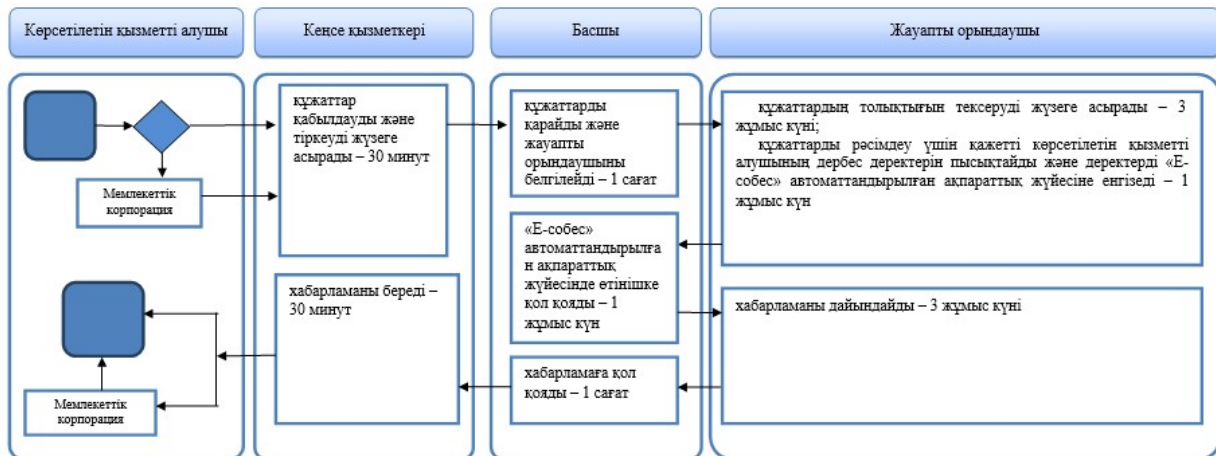 Көрсетілетін қызметті алушы
Кеңсе қызметкері
Басшы
Жауапты орындаушы
Мемлекеттік
корпорация
құжаттар
қабылдауды және
тіркеуді жүзеге
асырады – 30 минут
құжаттарды
қарайды және
жауапты
орындаушыны
белгілейді – 1 сағат
құжаттардың толықтығын тексеруді жүзеге асырады – 3
жұмыс күні;
құжаттарды рәсімдеу үшін қажетті көрсетілетін қызметті
алушының дербес деректерін пысықтайды және деректерді «Е-
собес» автоматтандырылған ақпараттық жүйесіне енгізеді – 1
жұмыс күн
«Е-собес»
автоматтандырылға
н ақпараттық
жүйесінде өтінішке
қол қояды – 1
жұмыс күн
хабарламаны дайындайды – 3 жұмыс күні
хабарламаға қол
қояды – 1 сағат
хабарламаны береді –
30 минут
Мемлекеттік
корпорация